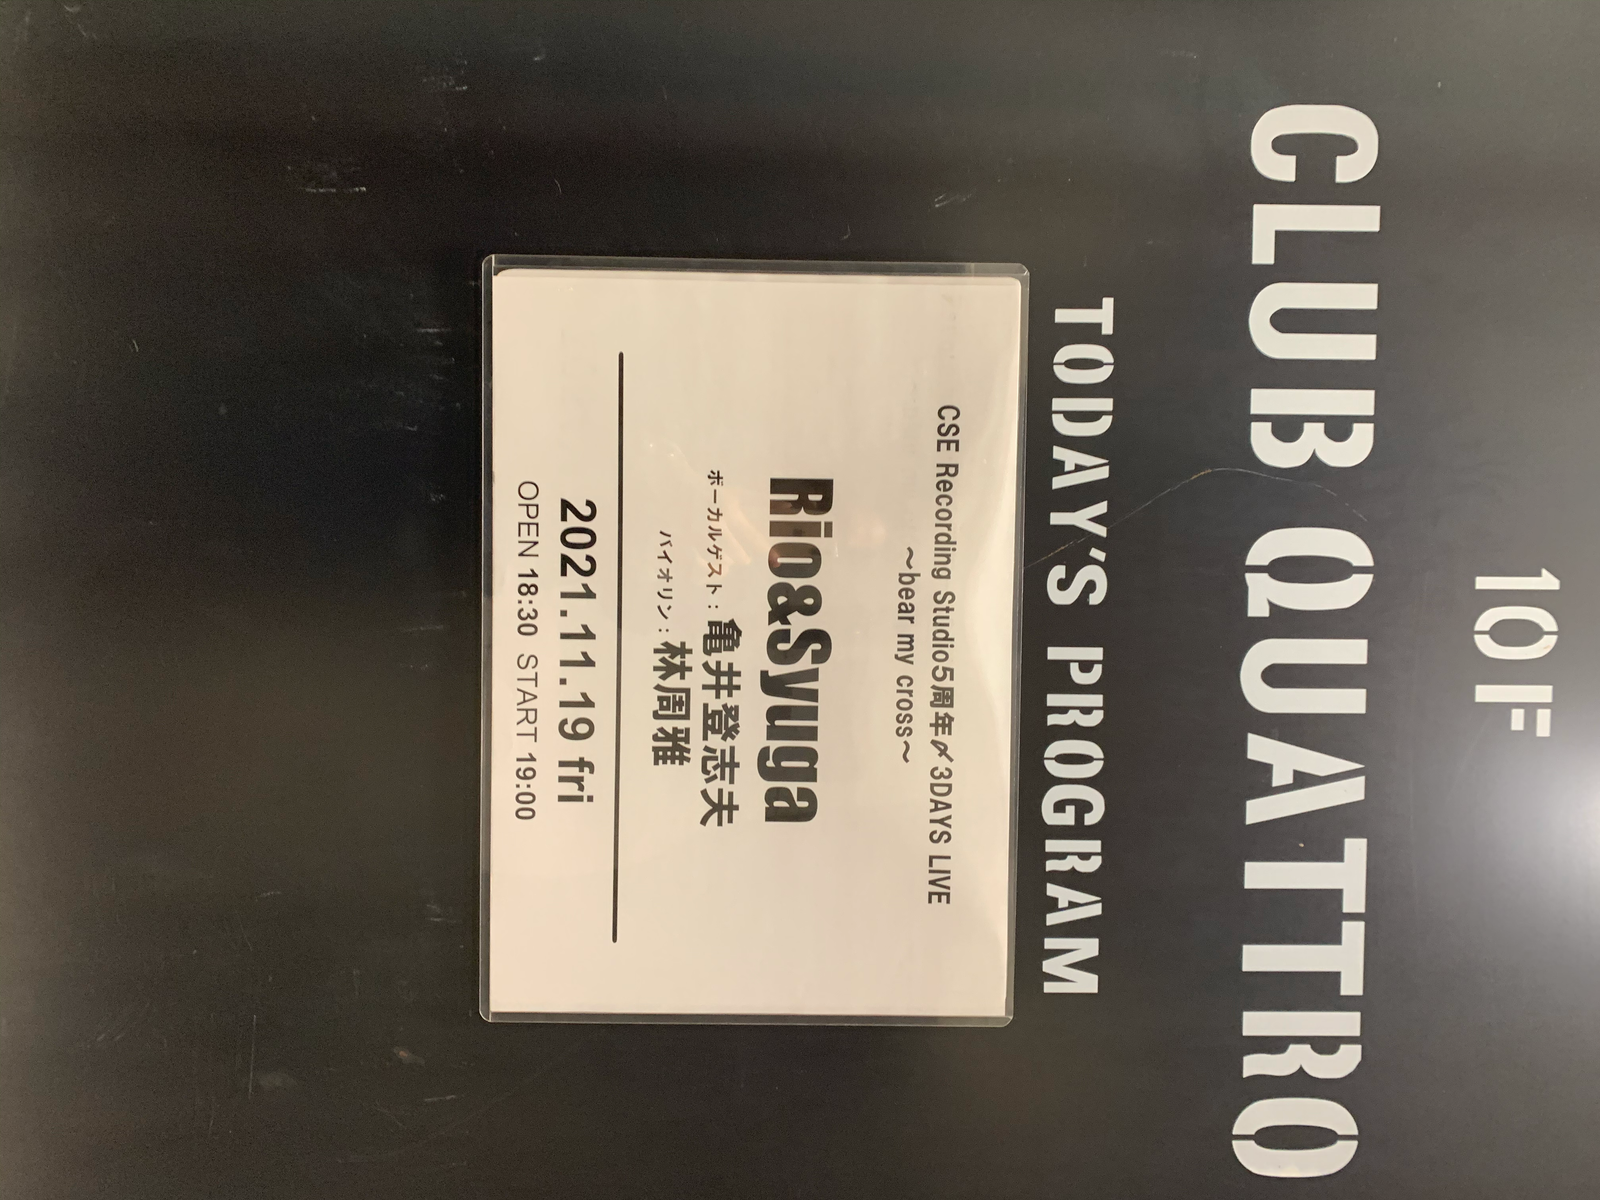 10F
CLUB QUATTRO
TODAY'S PROGRAM
CSE Recording Studio5周年〆3DAYS LIVE
～bear my cross～
Rio&Syuga
ボーカルゲスト：亀井登志夫
バイオリン：林周雅
2021.11.19 fri
OPEN 18:30 START 19:00